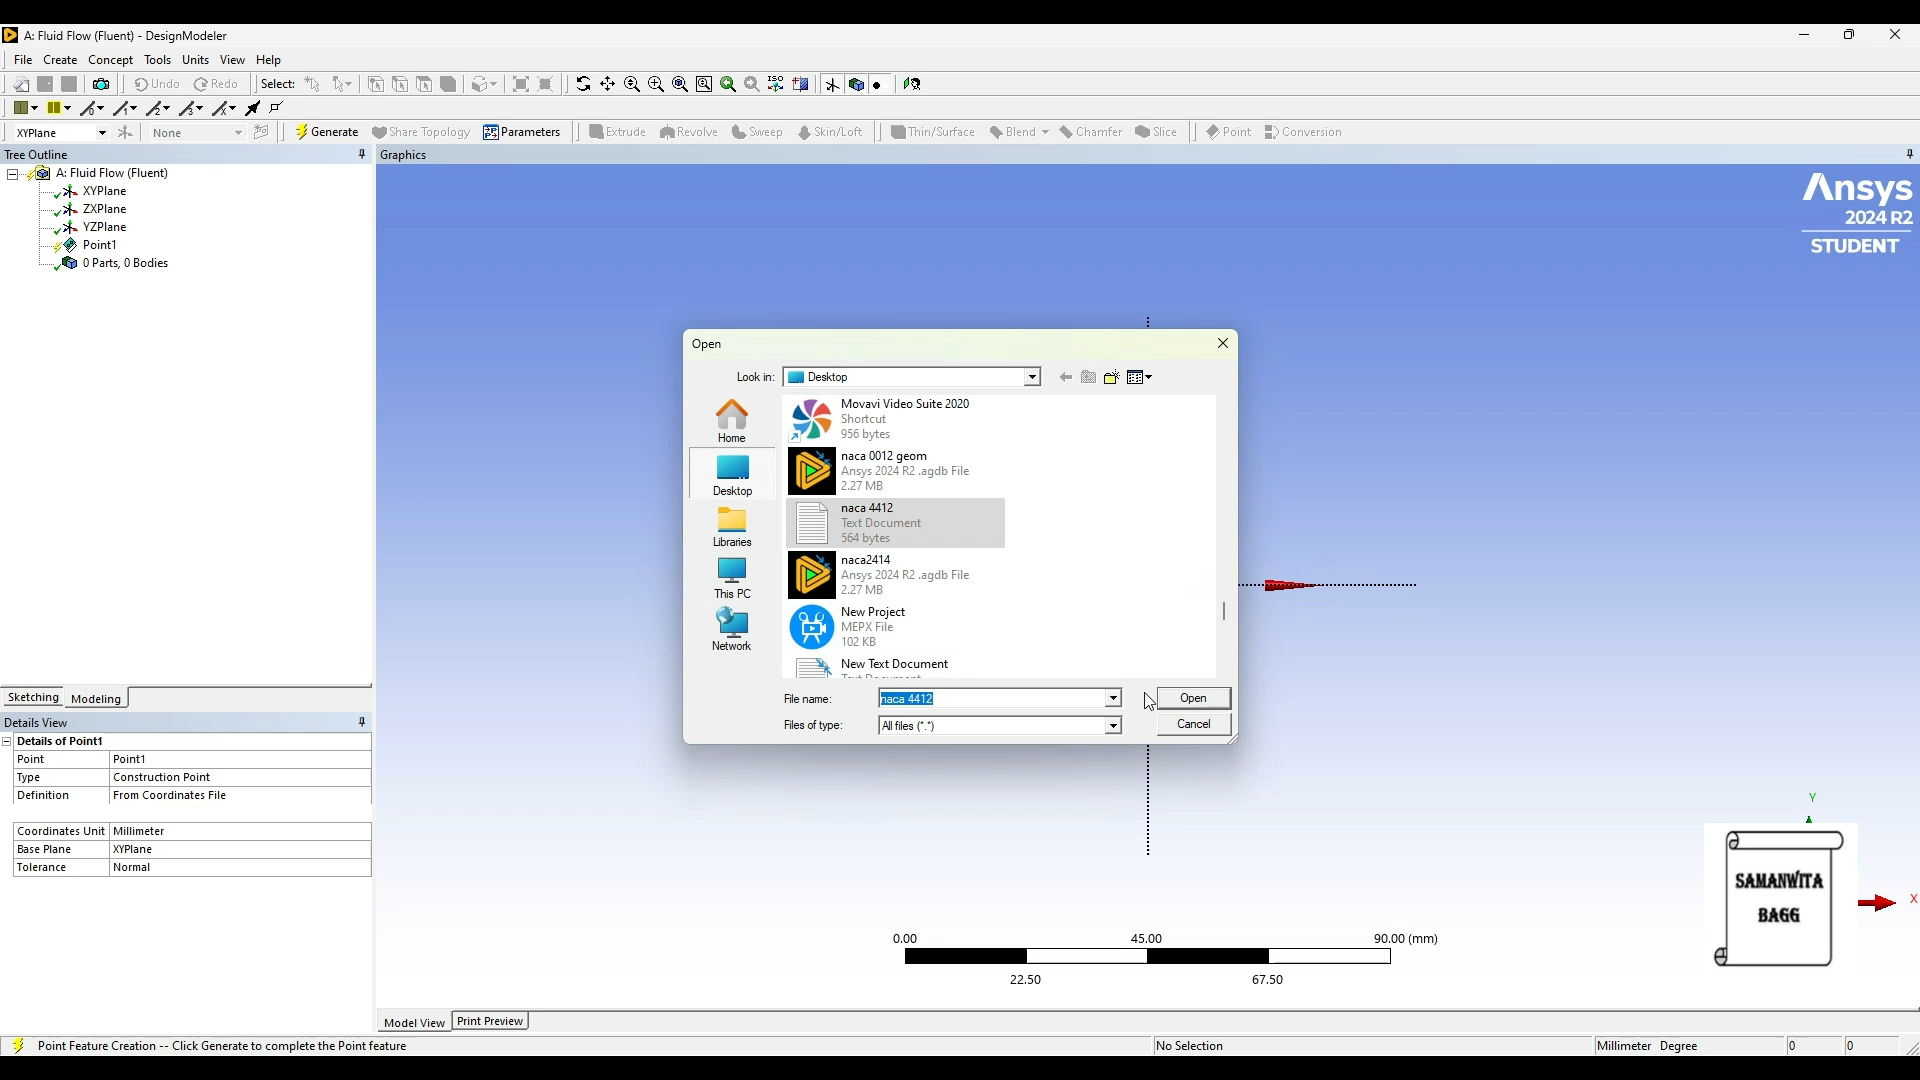 A: Fluid Flow (Fluent) - DesignModeler
File Create Concept Tools Units View Help
Undo Redo Select: ISO
XYPlane None Generate Share Topology Parameters Extrude Revolve Sweep Skin/Loft Thin/Surface Blend Chamfer Slice Point Conversion
Tree Outline
A: Fluid Flow (Fluent)
XYPlane
ZXPlane
YZPlane
Point1
0 Parts, 0 Bodies
Sketching Modeling
Details View
Details of Point1
Point Point1
Type Construction Point
Definition From Coordinates File
Coordinates Unit Millimeter
Base Plane XYPlane
Tolerance Normal
Graphics
Ansys
2024 R2
STUDENT
Open
Look in: Desktop
Home
Desktop
Libraries
This PC
Network
Movavi Video Suite 2020
Shortcut
956 bytes
naca 0012 geom
Ansys 2024 R2 .agdb File
2.27 MB
naca 4412
Text Document
564 bytes
naca2414
Ansys 2024 R2 .agdb File
2.27 MB
New Project
MEPX File
102 KB
New Text Document
File name: naca 4412 Open
Files of type: All files (*.*) Cancel
0.00 45.00 90.00 (mm)
22.50 67.50
Y
X
SAMANWITA
BAGG
Model View Print Preview
Point Feature Creation -- Click Generate to complete the Point feature No Selection Millimeter Degree 0 0